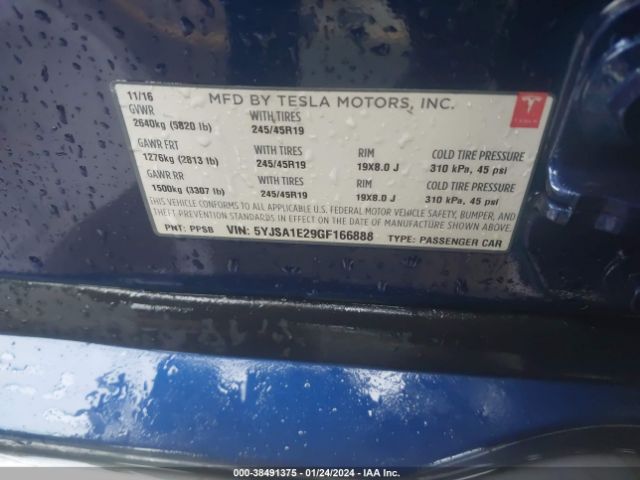 11/16 MFD BY TESLA MOTORS, INC.
GVWR WITH TIRES
2640kg (5820 lb) 245/45R19
TESLA
GAWR FRT WITH TIRES RIM COLD TIRE PRESSURE
1276kg (2813 lb) 245/45R19 19X8.0 J 310 kPa, 45 psi
GAWR RR WITH TIRES RIM COLD TIRE PRESSURE
1500kg (3307 lb) 245/45R19 19X8.0 J 310 kPa, 45 psi
THIS VEHICLE CONFORMS TO ALL APPLICABLE U.S. FEDERAL MOTOR VEHICLE SAFETY, BUMPER, AND
THEFT PREVENTION STANDARDS IN EFFECT ON THE DATE OF MANUFACTURE SHOWN ABOVE.
PNT: PPSB VIN: 5YJSA1E29GF166888 TYPE: PASSENGER CAR
000-38491375 - 01/24/2024 - IAA Inc.